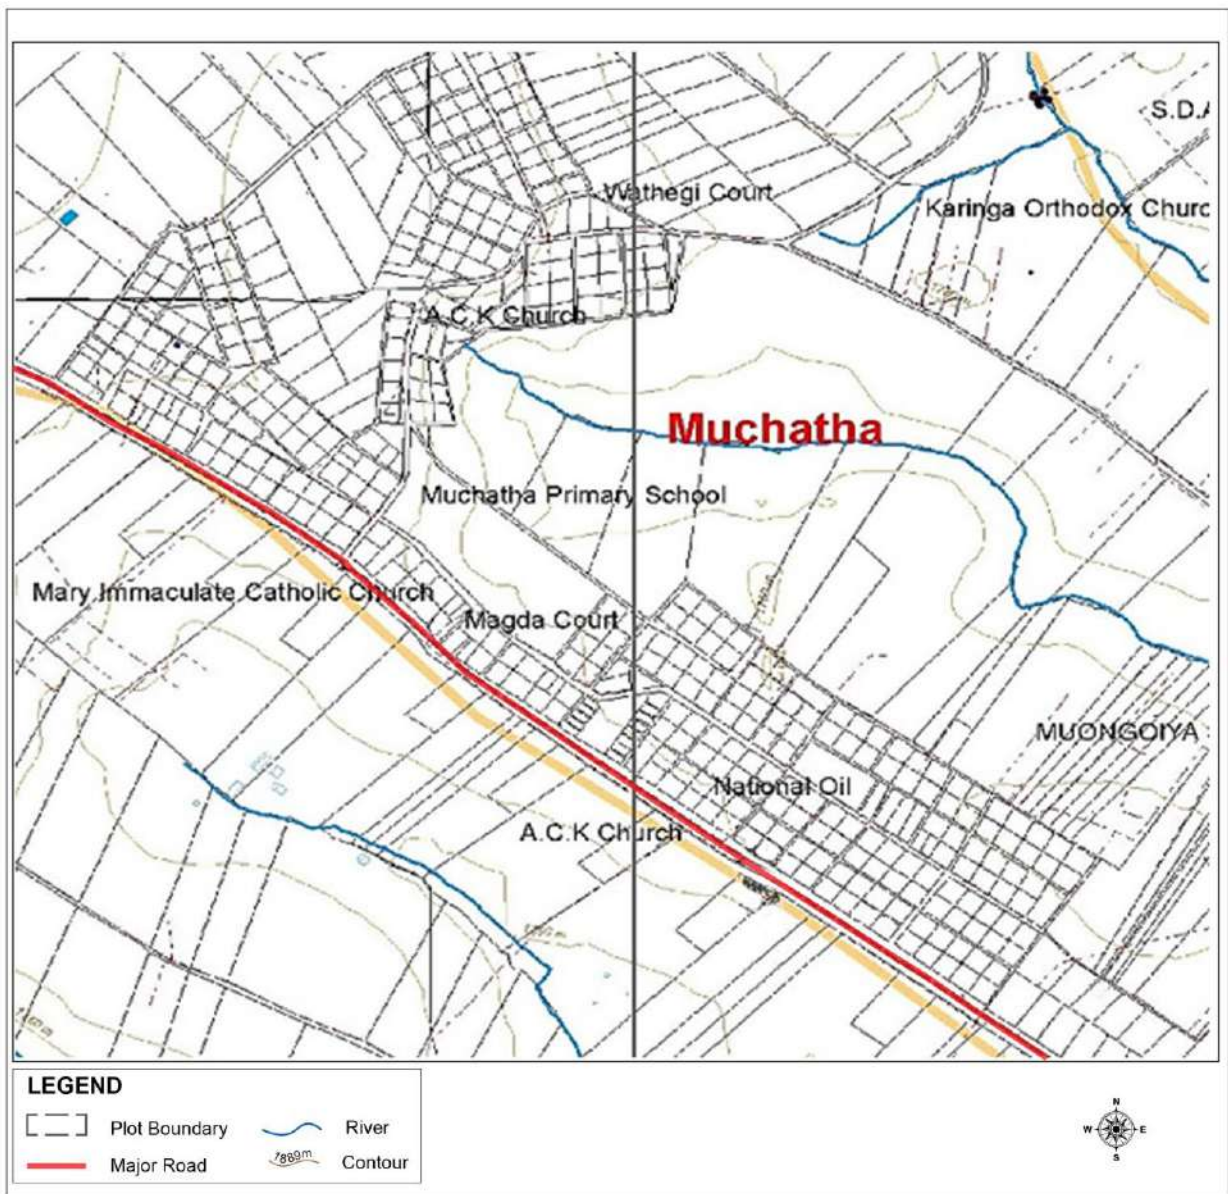 S.D.A
Wathegi Court
Karinga Orthodox Churc
A.C.K Church
Muchatha
Muchatha Primary School
Mary Immaculate Catholic Church
Magda Court
MUONGOIYA
National Oil
A.C.K Church
LEGEND
Plot Boundary
River
Major Road
1889m
Contour
N
W
E
S